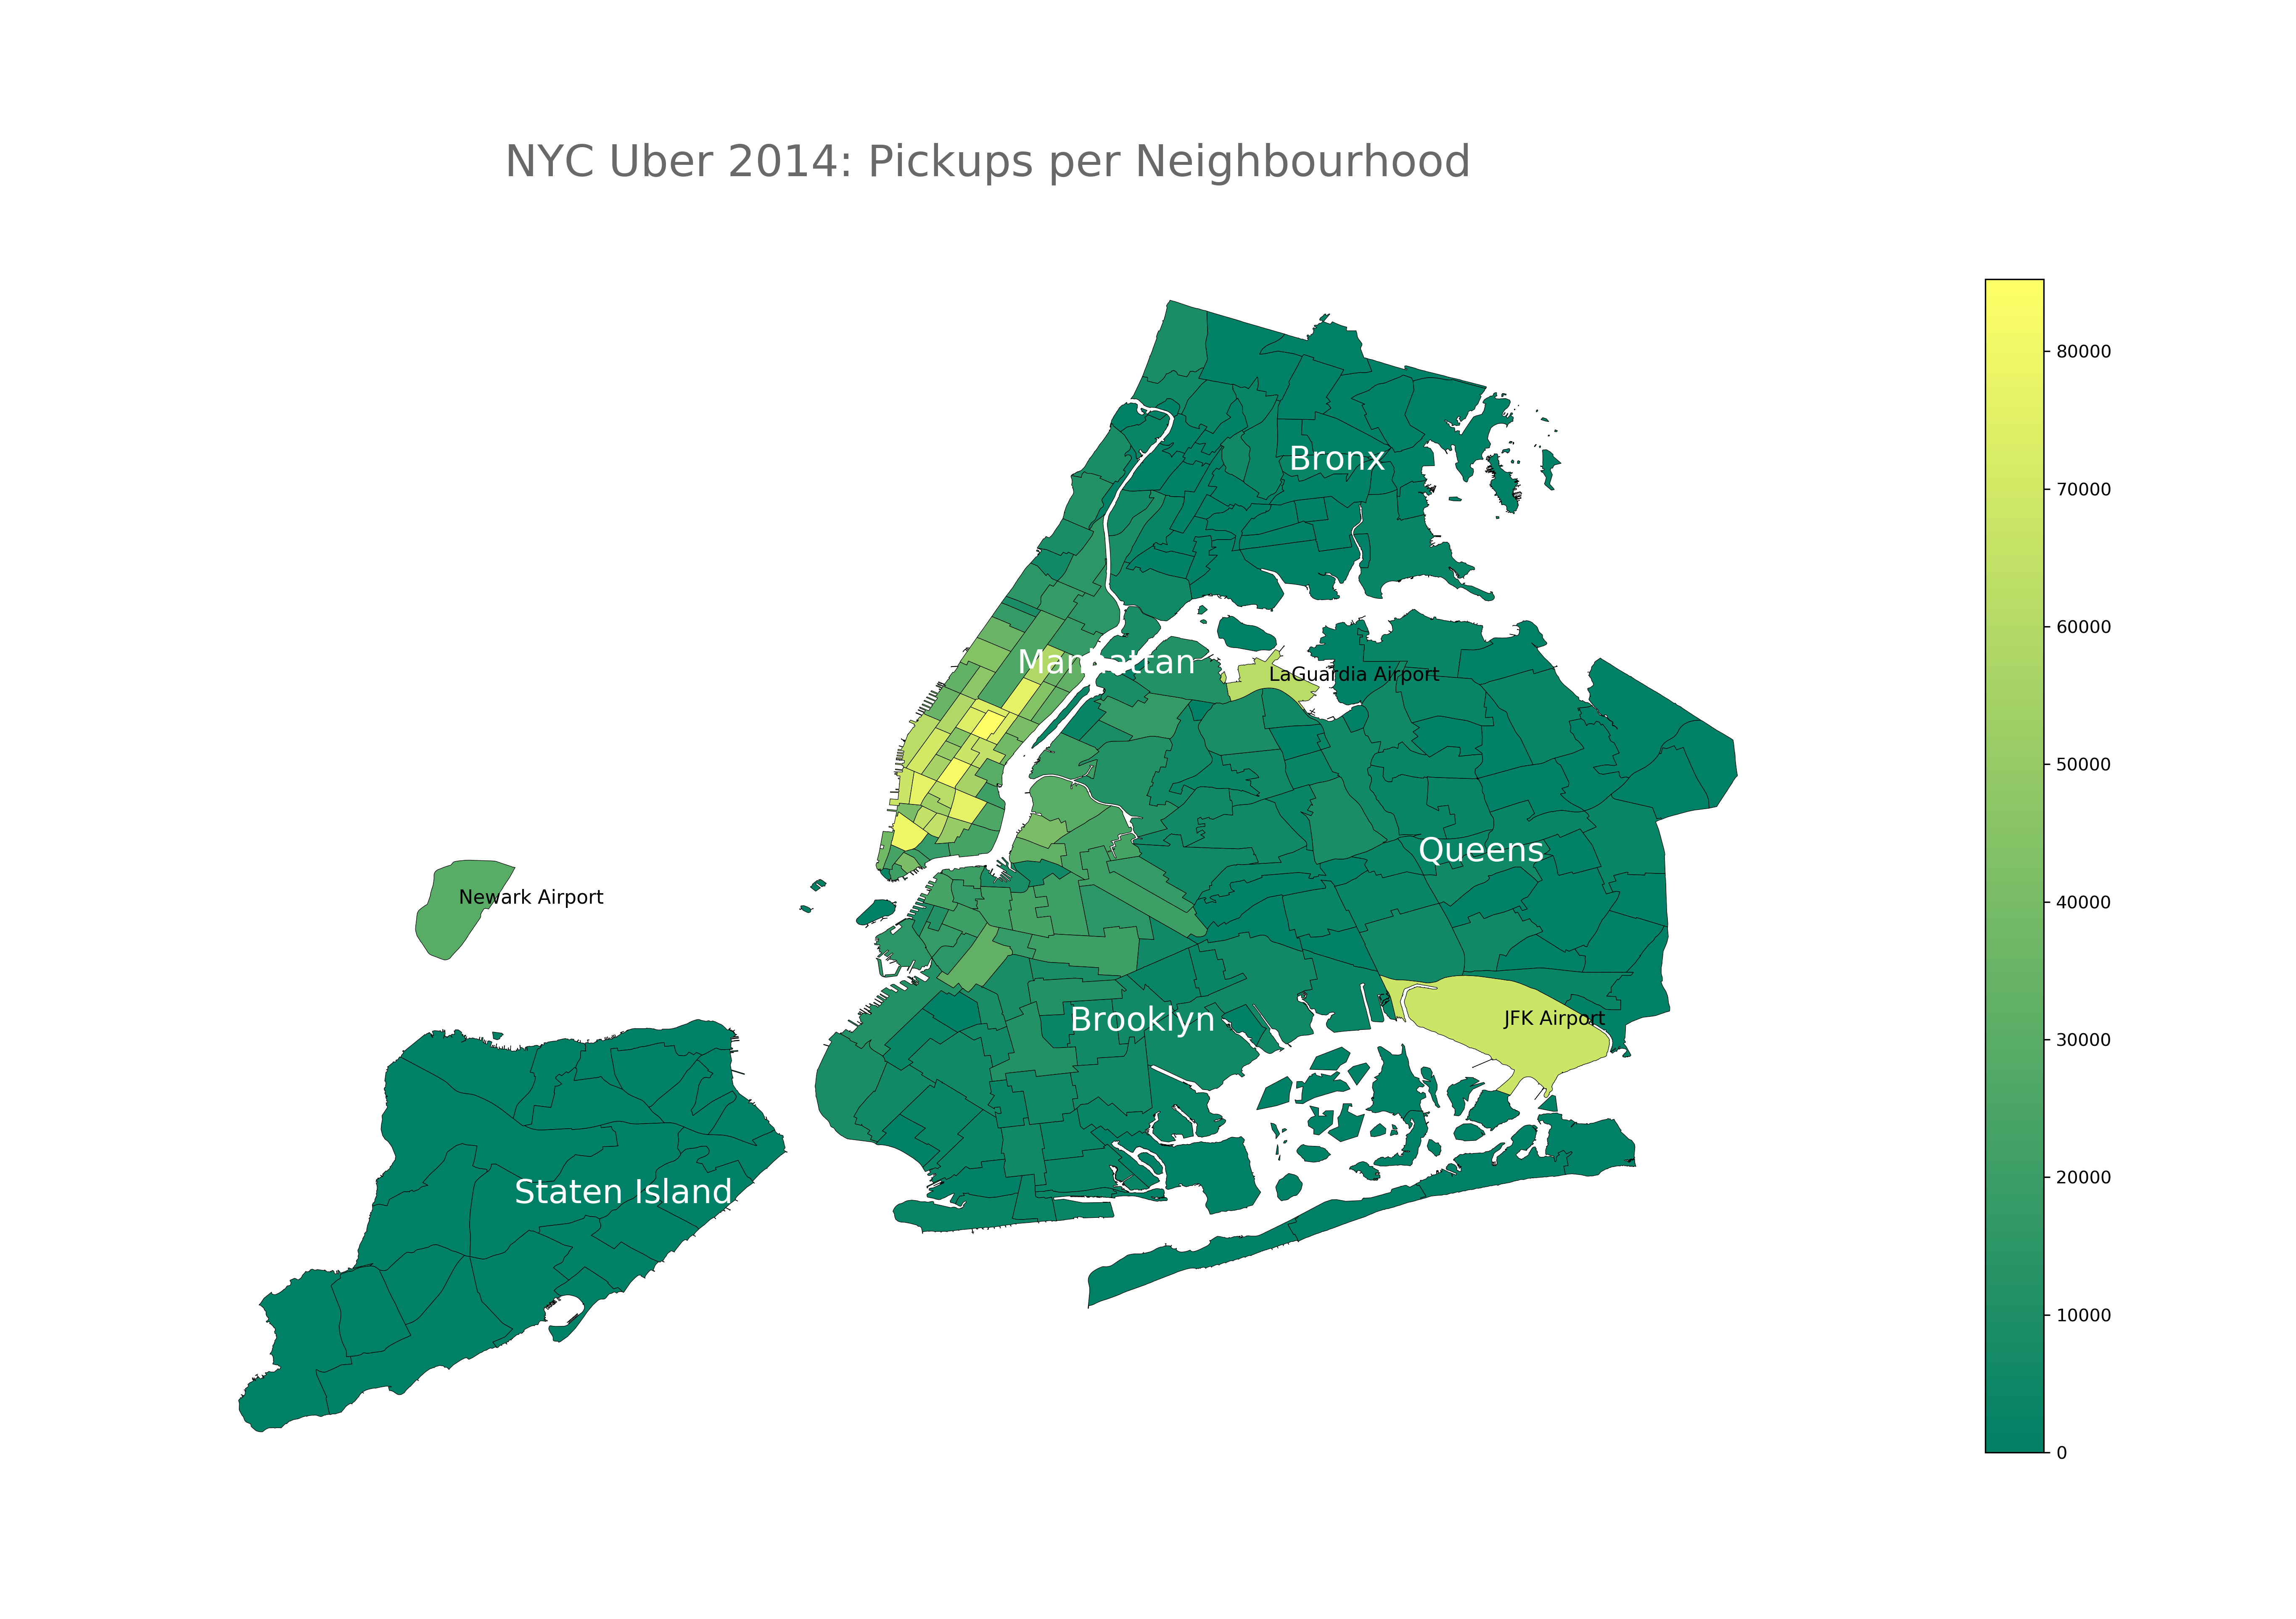 NYC Uber 2014: Pickups per Neighbourhood
80000
Bronx
70000
60000
Manhattan
LaGuardia Airport
50000
Queens
Newark Airport
40000
Brooklyn
JFK Airport
30000
Staten Island
20000
10000
0